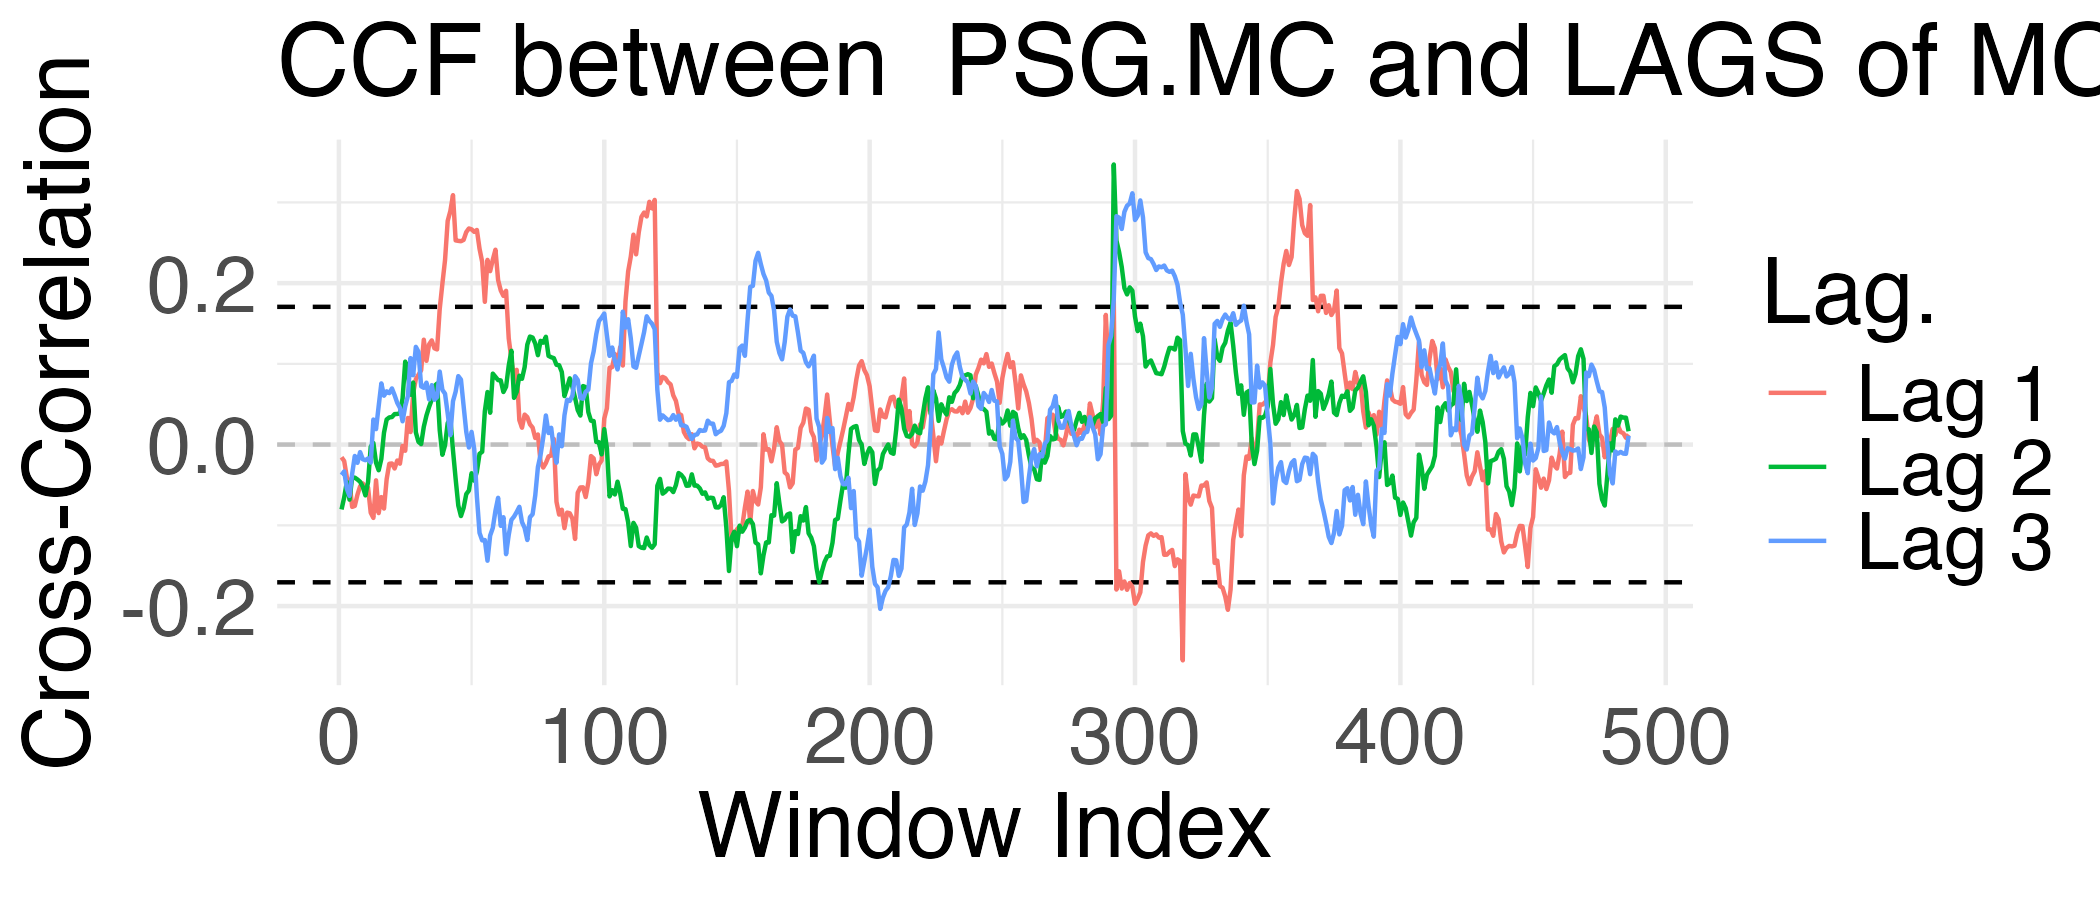 CCF between  PSG.MC and LAGS of MC
Cross-Correlation
0.2
0.0
-0.2
0 100 200 300 400 500
Window Index
Lag.
Lag 1
Lag 2
Lag 3